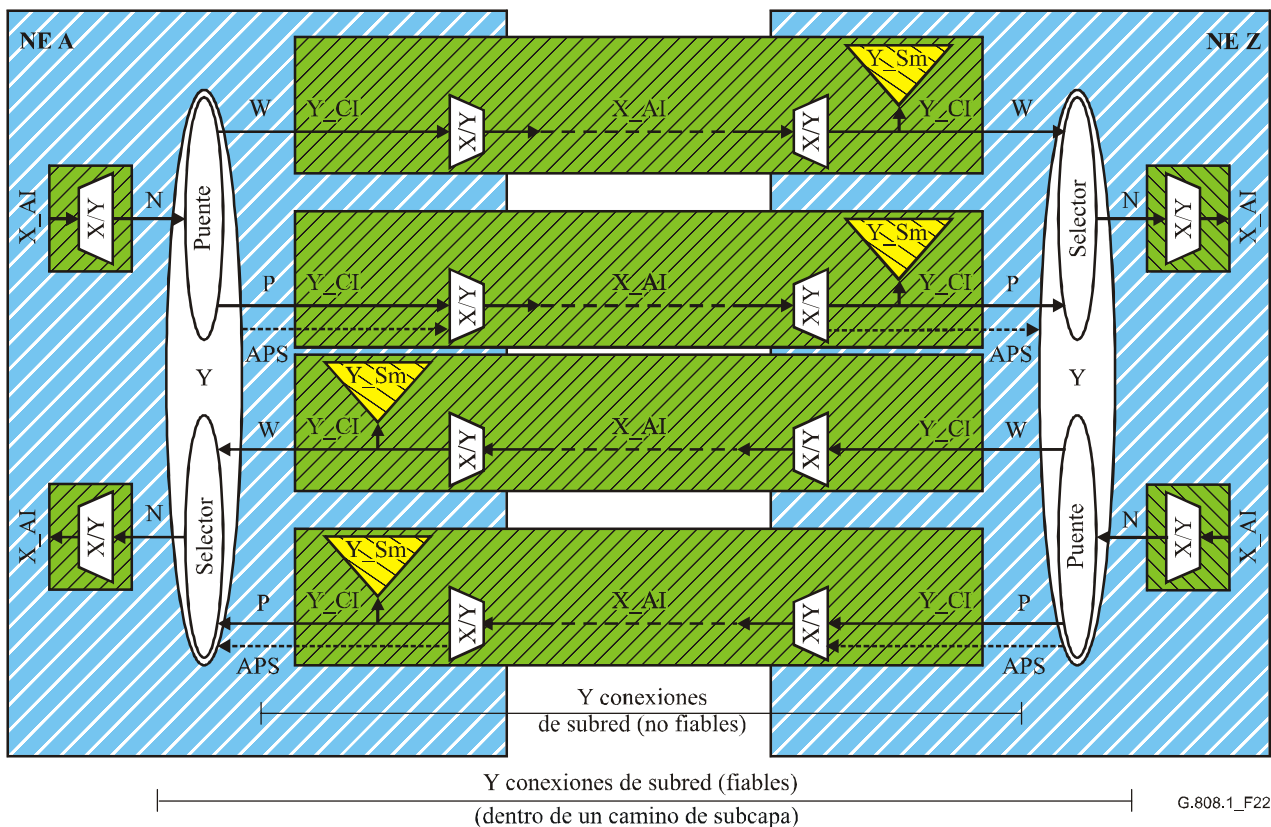 NE A
NE Z
Y_Sm
W
Y_CI
X/Y
X_AI
X/Y
Y_CI
W
X_AI
X/Y
N
Puente
Selector
N
X/Y
X_AI
Y_Sm
P
Y_CI
X/Y
X_AI
X/Y
Y_CI
P
APS
APS
Y
Y
Y_Sm
W
Y_CI
X/Y
X_AI
X/Y
Y_CI
W
X_AI
X/Y
N
Selector
Puente
N
X/Y
X_AI
Y_Sm
P
Y_CI
X/Y
X_AI
X/Y
Y_CI
P
APS
APS
Y conexiones
de subred (no fiables)
Y conexiones de subred (fiables)
(dentro de un camino de subcapa)
G.808.1_F22